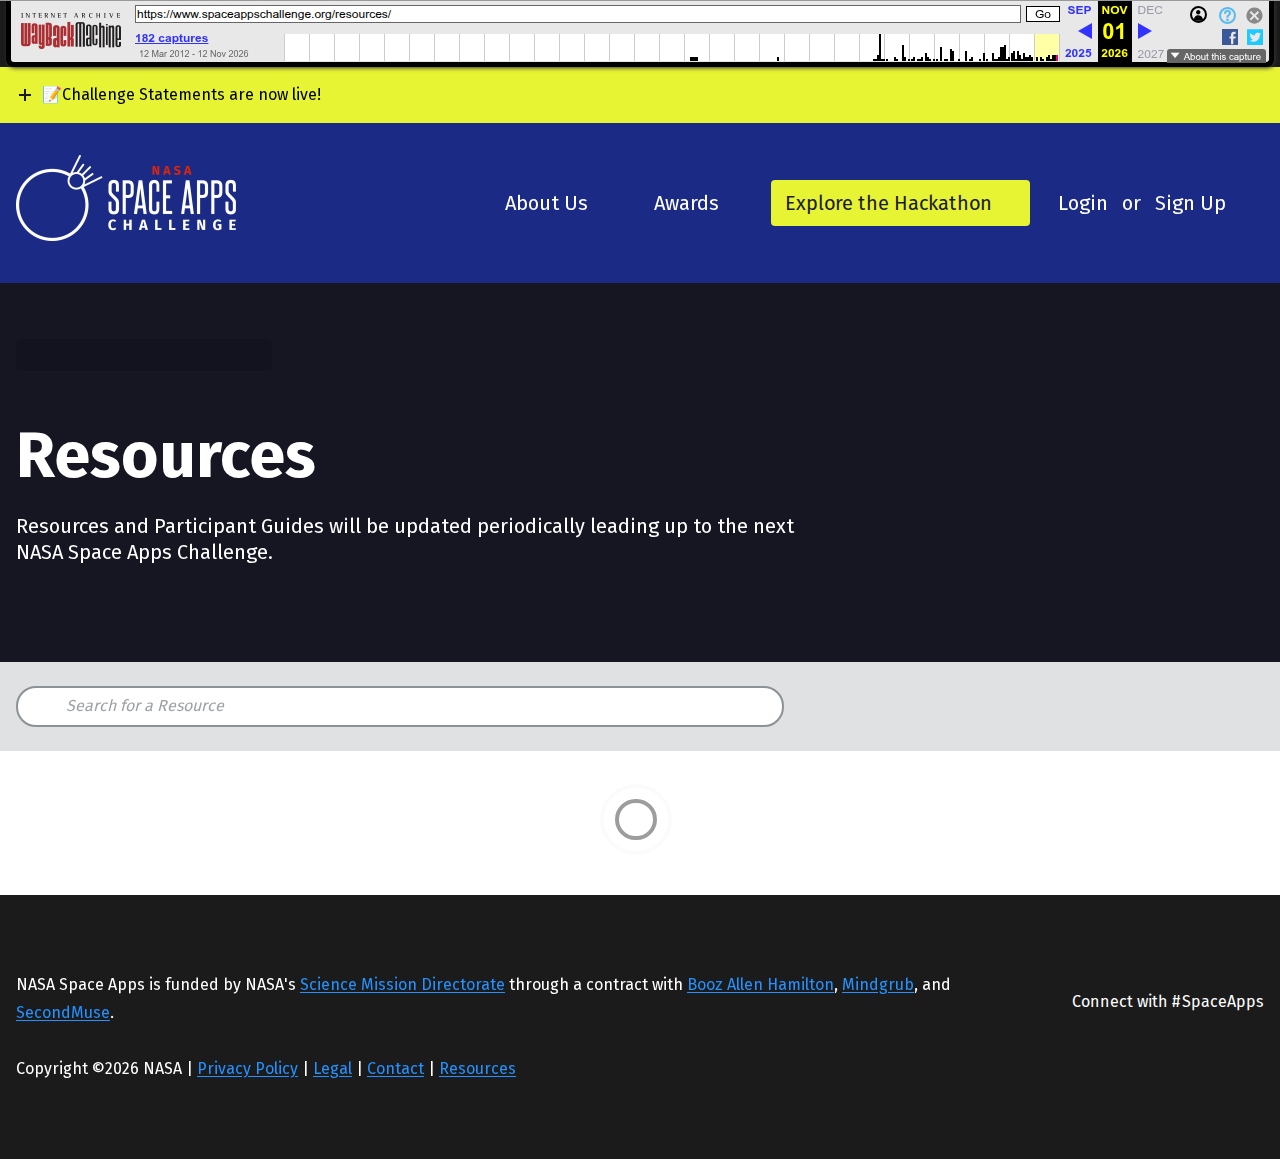 INTERNET ARCHIVE
WayBackMachine
https://www.spaceappschallenge.org/resources/
Go
182 captures
12 Mar 2012 - 12 Nov 2026
SEP NOV DEC
01
2025 2026 2027
About this capture
📝Challenge Statements are now live!
NASA
SPACE APPS
CHALLENGE
About Us
Awards
Explore the Hackathon
Login or Sign Up
Resources
Resources and Participant Guides will be updated periodically leading up to the next
NASA Space Apps Challenge.
Search for a Resource
NASA Space Apps is funded by NASA's Science Mission Directorate through a contract with Booz Allen Hamilton, Mindgrub, and
SecondMuse.
Connect with #SpaceApps
Copyright ©2026 NASA | Privacy Policy | Legal | Contact | Resources